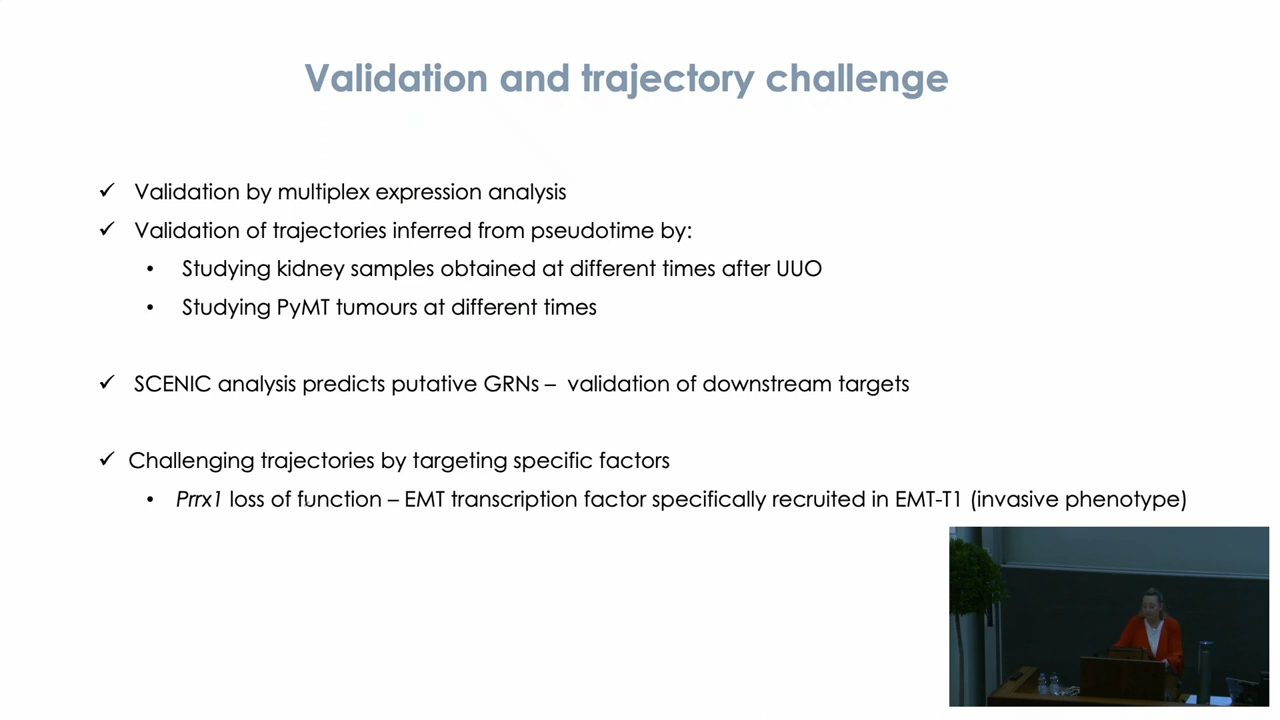 Validation and trajectory challenge
✓ Validation by multiplex expression analysis
✓ Validation of trajectories inferred from pseudotime by:
• Studying kidney samples obtained at different times after UUO
• Studying PyMT tumours at different times
✓ SCENIC analysis predicts putative GRNs – validation of downstream targets
✓ Challenging trajectories by targeting specific factors
• Prrx1 loss of function – EMT transcription factor specifically recruited in EMT-T1 (invasive phenotype)